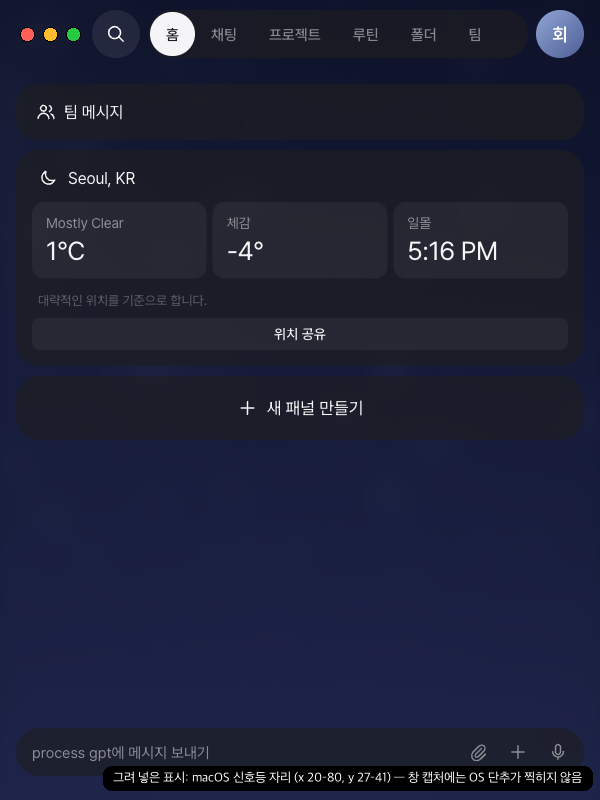 홈 채팅 프로젝트 루틴 폴더 팀 회
팀 메시지
Seoul, KR
Mostly Clear 체감 일몰
1°C -4° 5:16 PM
대략적인 위치를 기준으로 합니다.
위치 공유
새 패널 만들기
process gpt에 메시지 보내기
그려 넣은 표시: macOS 신호등 자리 (x 20-80, y 27-41) — 창 캡처에는 OS 단추가 찍히지 않음